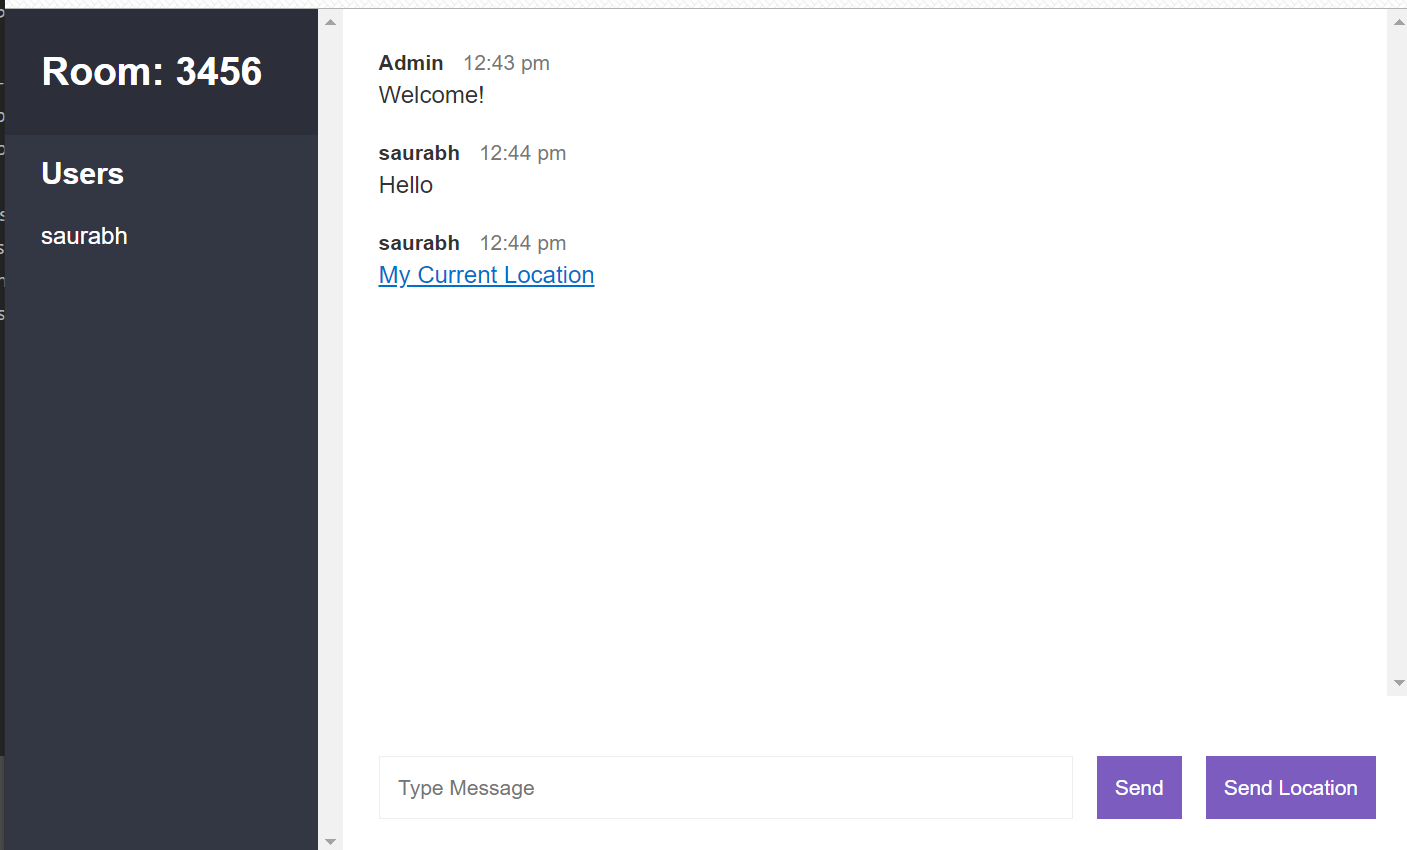 Room: 3456
Users
saurabh
Admin 12:43 pm
Welcome!
saurabh 12:44 pm
Hello
saurabh 12:44 pm
My Current Location
Type Message
Send
Send Location